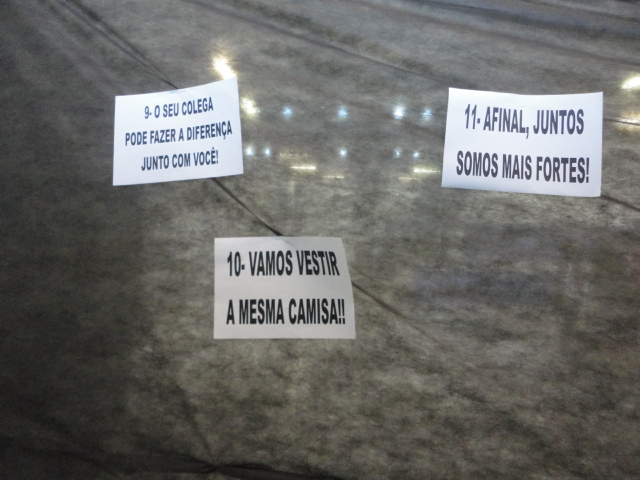 9- O SEU COLEGA
PODE FAZER A DIFERENÇA
JUNTO COM VOCÊ!
10- VAMOS VESTIR
A MESMA CAMISA!!
11- AFINAL, JUNTOS
SOMOS MAIS FORTES!